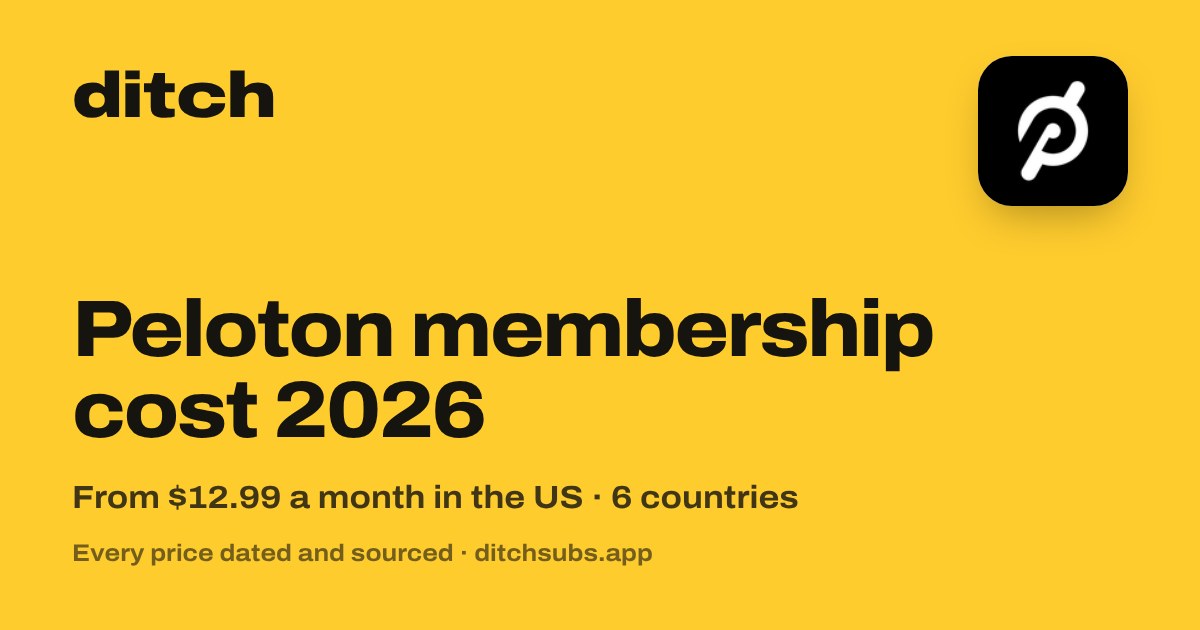 ditch
Peloton membership
cost 2026
From $12.99 a month in the US · 6 countries
Every price dated and sourced · ditchsubs.app